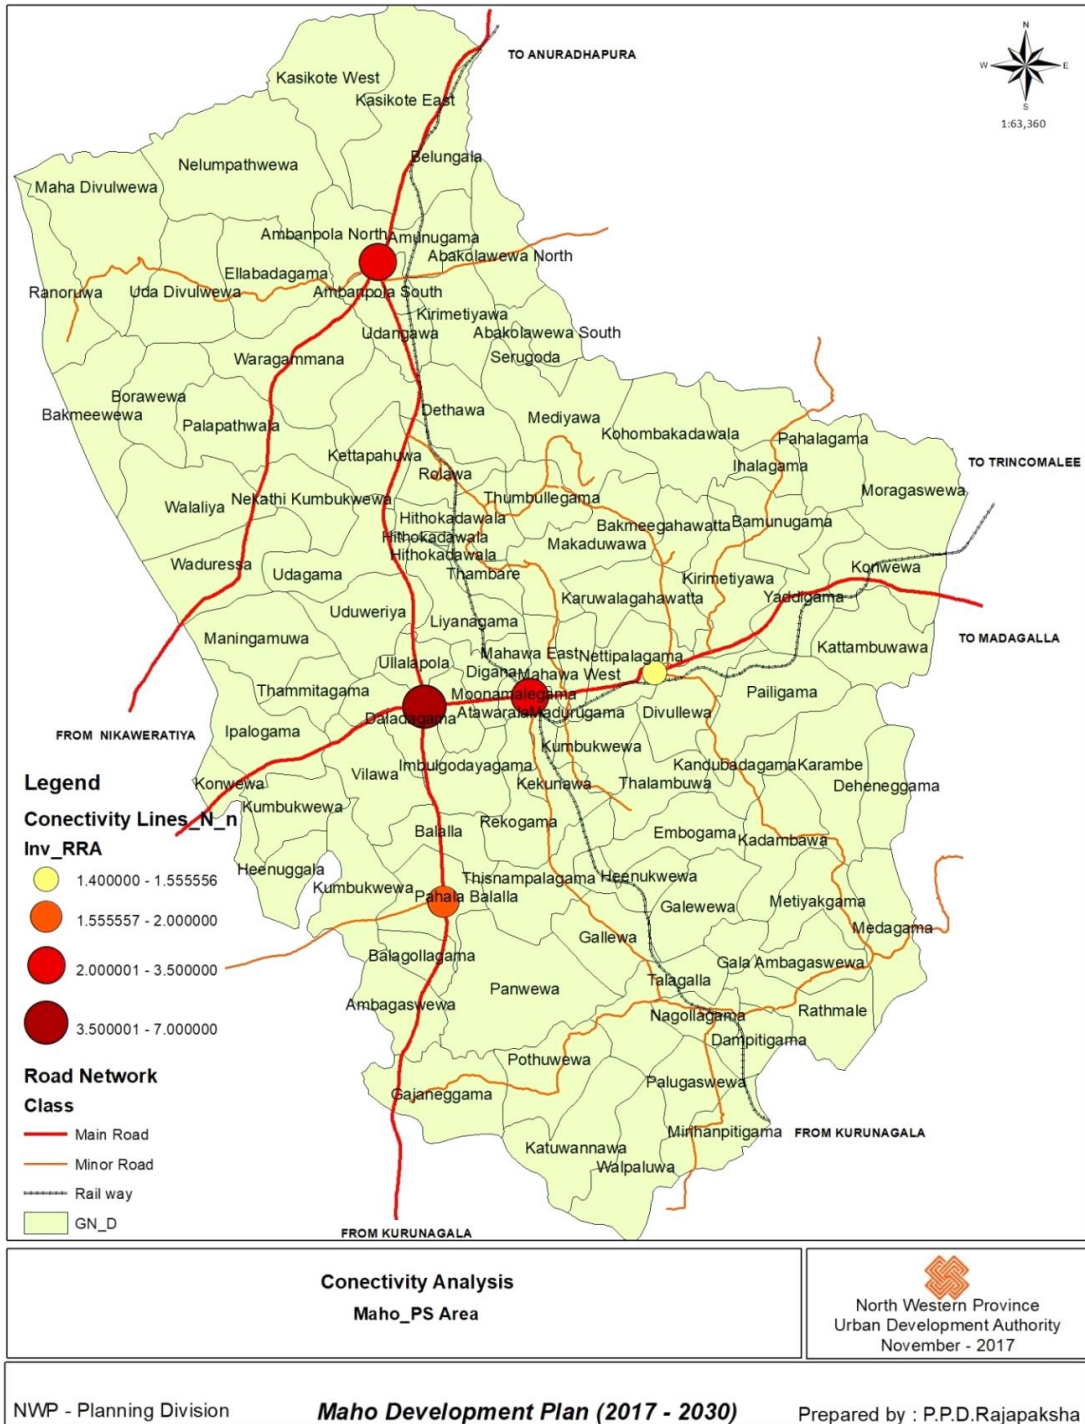 TO ANURADHAPURA
N
W
E
S
1:63,360
Kasikote West
Kasikote East
Belungala
Nelumpathwewa
Maha Divulwewa
Ambanpola North
Amunugama
Abakolawewa North
Ellabadagama
Ranoruwa
Uda Divulwewa
Ambanpola South
Kirimetiyawa
Udangawa
Abakolawewa South
Serugoda
Waragammana
Borawewa
Bakmeewewa
Palapathwala
Dethawa
Mediyawa
Kohombakadawala
Pahalagama
Kettapahuwa
Ihalagama
TO TRINCOMALEE
Rolawa
Moragaswewa
Nekathi Kumbukwewa
Thumbullegama
Walaliya
Hithokadawala
Bakmeegahawatta
Bamunugama
Hithokadawala
Makaduwawa
Hithokadawala
Waduressa
Udagama
Thambare
Kirimetiyawa
Konwewa
Karuwalagahawatta
Yaddigama
Uduweriya
Liyanagama
Maningamuwa
TO MADAGALLA
Kattambuwawa
Mahawa East
Nettipalagama
Ullalapola
Digana
Mahawa West
Thammitagama
Moonamalegama
Pailigama
Daladagama
Atawarala
Madurugama
Divullewa
FROM NIKAWERATIYA
Ipalogama
Kumbukwewa
Imbulgodayagama
Kandubadagama
Karambe
Vilawa
Konwewa
Kekunawa
Thalambuwa
Deheneggama
Kumbukwewa
Rekogama
Balalla
Embogama
Kadambawa
Heenuggala
Kumbukwewa
Thisnampalagama
Heenukwewa
Pahala Balalla
Galewewa
Metiyakgama
Medagama
Gallewa
Balagollagama
Gala Ambagaswewa
Talagalla
Panwewa
Ambagaswewa
Rathmale
Nagollagama
Dampitigama
Pothuwewa
Palugaswewa
Gajaneggama
Mirihanpitigama
FROM KURUNAGALA
Katuwannawa
Walpaluwa
FROM KURUNAGALA
Legend
Conectivity Lines_N_n
Inv_RRA
1.400000 - 1.555556
1.555557 - 2.000000
2.000001 - 3.500000
3.500001 - 7.000000
Road Network
Class
Main Road
Minor Road
Rail way
GN_D
Conectivity Analysis
Maho_PS Area
North Western Province
Urban Development Authority
November - 2017
NWP - Planning Division
Maho Development Plan (2017 - 2030)
Prepared by : P.P.D.Rajapaksha